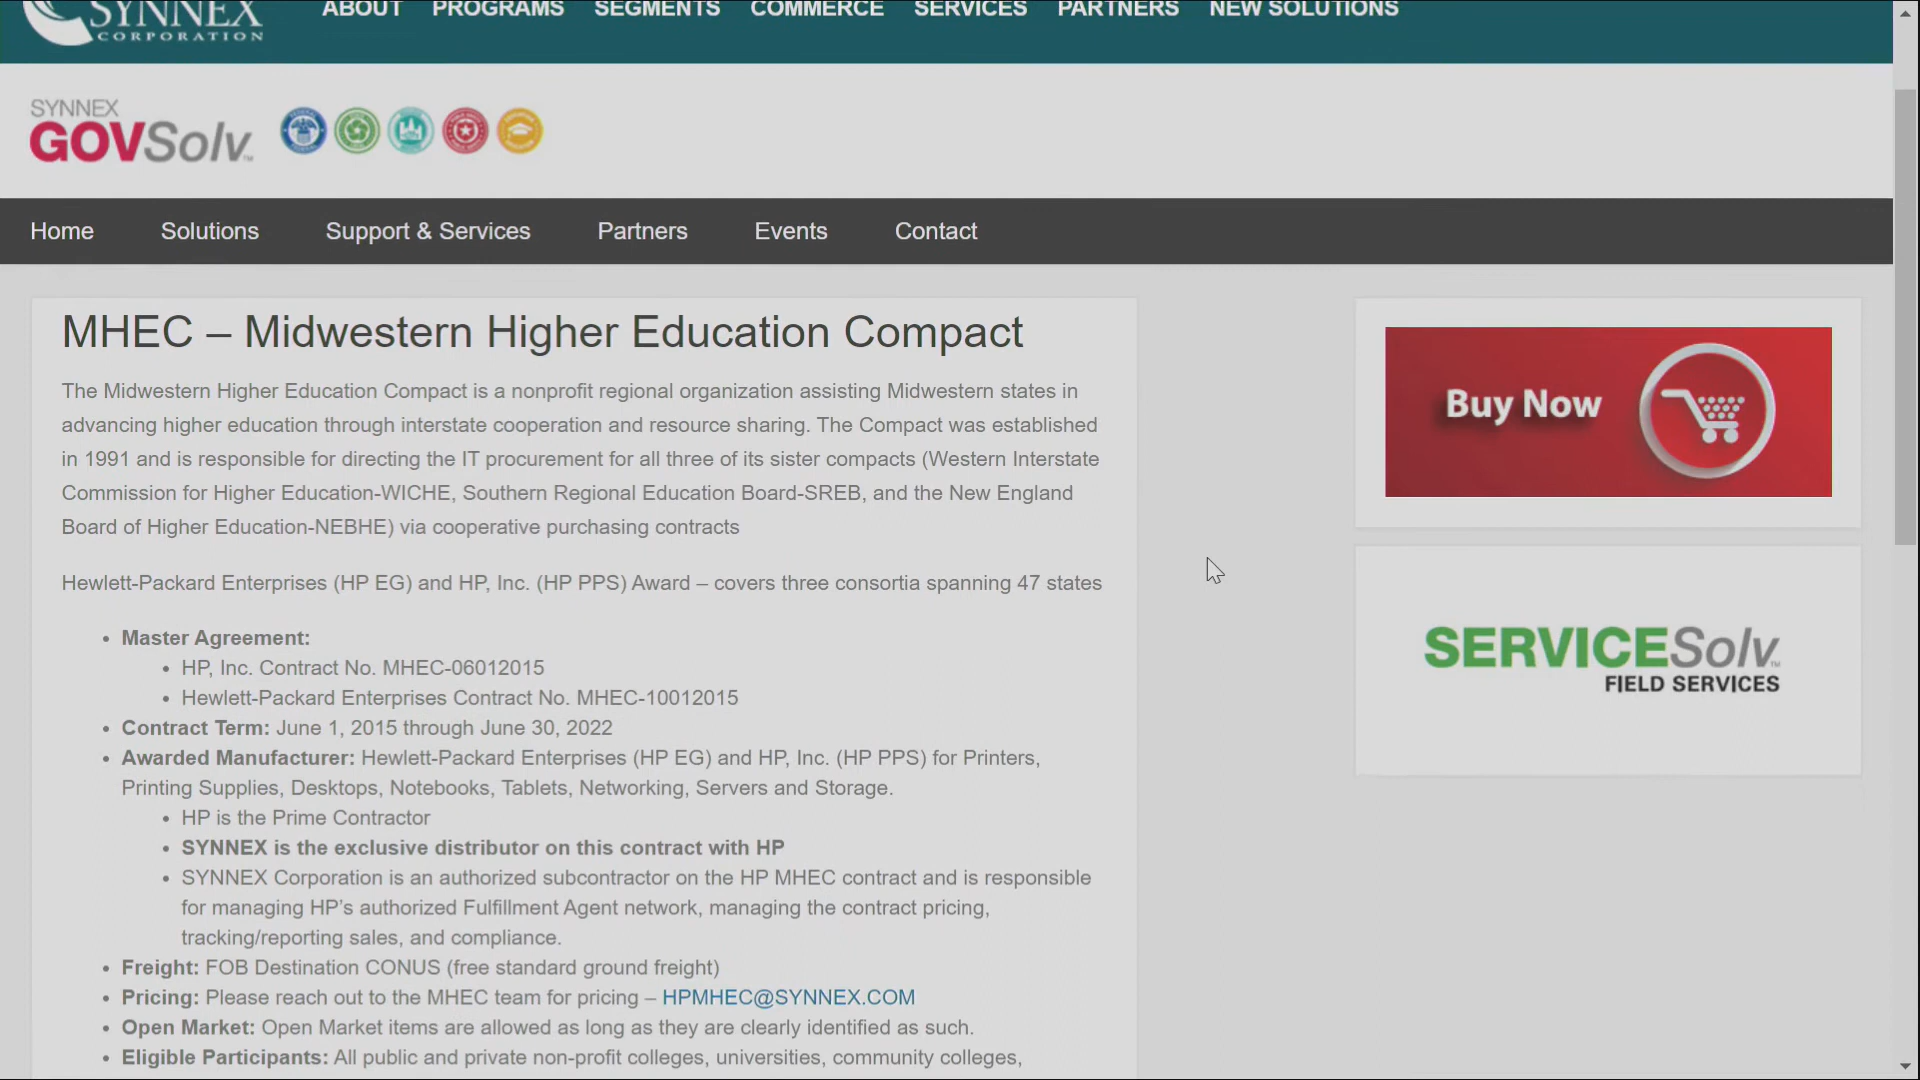 SYNNEX
CORPORATION
ABOUT PROGRAMS SEGMENTS COMMERCE SERVICES PARTNERS NEW SOLUTIONS
SYNNEX
GOVSolv™
Home Solutions Support & Services Partners Events Contact
MHEC – Midwestern Higher Education Compact
The Midwestern Higher Education Compact is a nonprofit regional organization assisting Midwestern states in
advancing higher education through interstate cooperation and resource sharing. The Compact was established
in 1991 and is responsible for directing the IT procurement for all three of its sister compacts (Western Interstate
Commission for Higher Education-WICHE, Southern Regional Education Board-SREB, and the New England
Board of Higher Education-NEBHE) via cooperative purchasing contracts
Hewlett-Packard Enterprises (HP EG) and HP, Inc. (HP PPS) Award – covers three consortia spanning 47 states
• Master Agreement:
• HP, Inc. Contract No. MHEC-06012015
• Hewlett-Packard Enterprises Contract No. MHEC-10012015
• Contract Term: June 1, 2015 through June 30, 2022
• Awarded Manufacturer: Hewlett-Packard Enterprises (HP EG) and HP, Inc. (HP PPS) for Printers,
Printing Supplies, Desktops, Notebooks, Tablets, Networking, Servers and Storage.
• HP is the Prime Contractor
• SYNNEX is the exclusive distributor on this contract with HP
• SYNNEX Corporation is an authorized subcontractor on the HP MHEC contract and is responsible
for managing HP’s authorized Fulfillment Agent network, managing the contract pricing,
tracking/reporting sales, and compliance.
• Freight: FOB Destination CONUS (free standard ground freight)
• Pricing: Please reach out to the MHEC team for pricing – HPMHEC@SYNNEX.COM
• Open Market: Open Market items are allowed as long as they are clearly identified as such.
• Eligible Participants: All public and private non-profit colleges, universities, community colleges,
Buy Now
SERVICESolv™
FIELD SERVICES